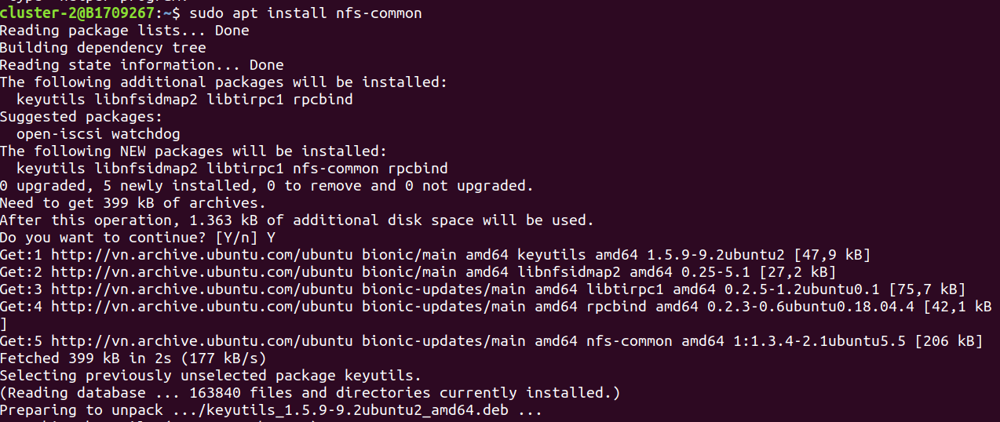 cluster-2@B1709267:~$ sudo apt install nfs-common
Reading package lists... Done
Building dependency tree
Reading state information... Done
The following additional packages will be installed:
  keyutils libnfsidmap2 libtirpc1 rpcbind
Suggested packages:
  open-iscsi watchdog
The following NEW packages will be installed:
  keyutils libnfsidmap2 libtirpc1 nfs-common rpcbind
0 upgraded, 5 newly installed, 0 to remove and 0 not upgraded.
Need to get 399 kB of archives.
After this operation, 1.363 kB of additional disk space will be used.
Do you want to continue? [Y/n] Y
Get:1 http://vn.archive.ubuntu.com/ubuntu bionic/main amd64 keyutils amd64 1.5.9-9.2ubuntu2 [47,9 kB]
Get:2 http://vn.archive.ubuntu.com/ubuntu bionic/main amd64 libnfsidmap2 amd64 0.25-5.1 [27,2 kB]
Get:3 http://vn.archive.ubuntu.com/ubuntu bionic-updates/main amd64 libtirpc1 amd64 0.2.5-1.2ubuntu0.1 [75,7 kB]
Get:4 http://vn.archive.ubuntu.com/ubuntu bionic-updates/main amd64 rpcbind amd64 0.2.3-0.6ubuntu0.18.04.4 [42,1 kB
]
Get:5 http://vn.archive.ubuntu.com/ubuntu bionic-updates/main amd64 nfs-common amd64 1:1.3.4-2.1ubuntu5.5 [206 kB]
Fetched 399 kB in 2s (177 kB/s)
Selecting previously unselected package keyutils.
(Reading database ... 163840 files and directories currently installed.)
Preparing to unpack .../keyutils_1.5.9-9.2ubuntu2_amd64.deb ...